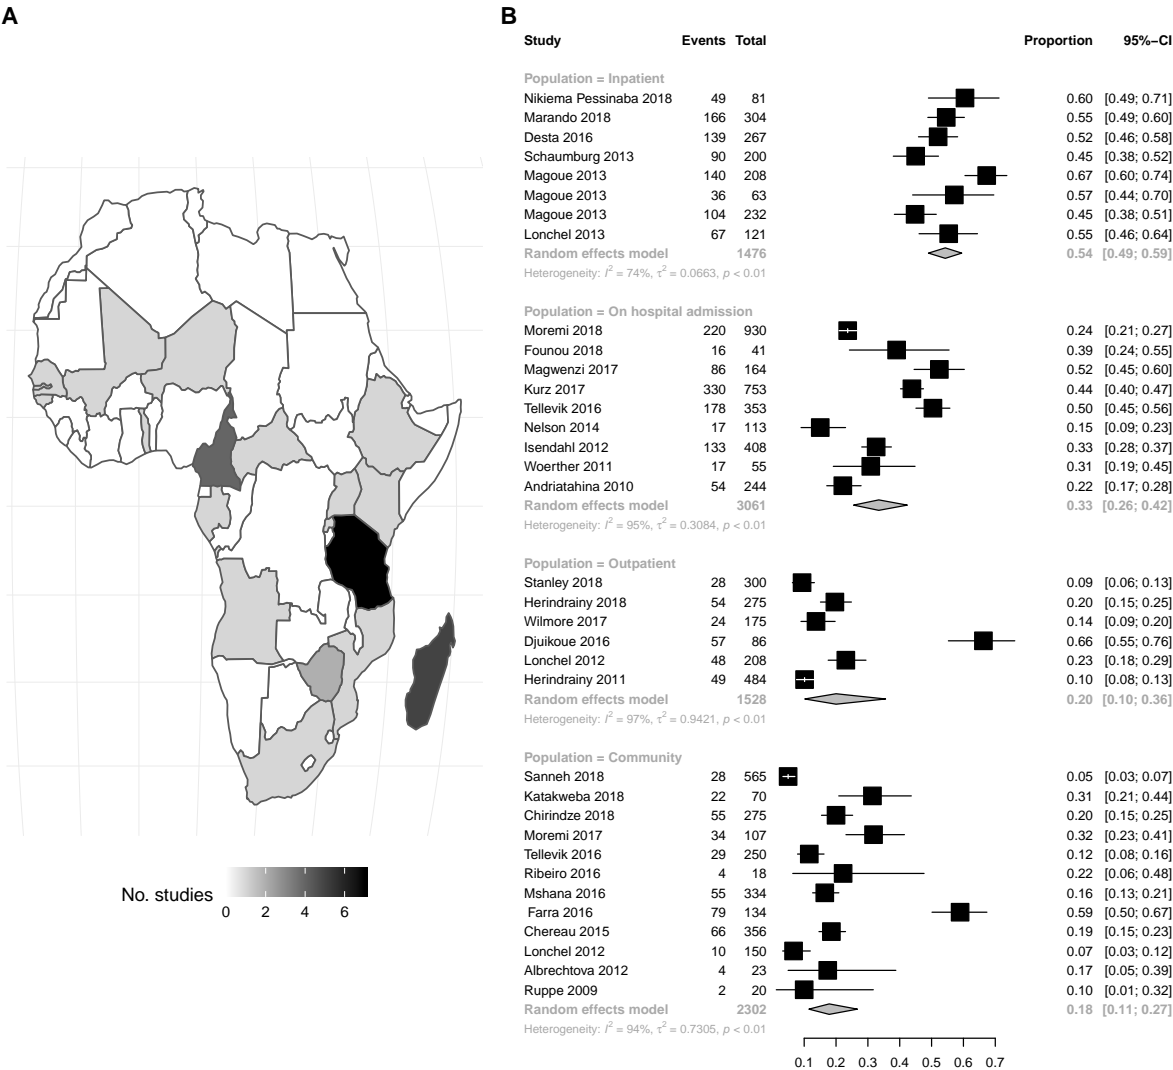 A
No. studies
0 2 4 6
B
Study Events Total Proportion 95%−CI
Population = Inpatient
Nikiema Pessinaba 2018 49 81 0.60 [0.49; 0.71]
Marando 2018 166 304 0.55 [0.49; 0.60]
Desta 2016 139 267 0.52 [0.46; 0.58]
Schaumburg 2013 90 200 0.45 [0.38; 0.52]
Magoue 2013 140 208 0.67 [0.60; 0.74]
Magoue 2013 36 63 0.57 [0.44; 0.70]
Magoue 2013 104 232 0.45 [0.38; 0.51]
Lonchel 2013 67 121 0.55 [0.46; 0.64]
Random effects model 1476 0.54 [0.49; 0.59]
Heterogeneity: I² = 74%, τ² = 0.0663, p < 0.01
Population = On hospital admission
Moremi 2018 220 930 0.24 [0.21; 0.27]
Founou 2018 16 41 0.39 [0.24; 0.55]
Magwenzi 2017 86 164 0.52 [0.45; 0.60]
Kurz 2017 330 753 0.44 [0.40; 0.47]
Tellevik 2016 178 353 0.50 [0.45; 0.56]
Nelson 2014 17 113 0.15 [0.09; 0.23]
Isendahl 2012 133 408 0.33 [0.28; 0.37]
Woerther 2011 17 55 0.31 [0.19; 0.45]
Andriatahina 2010 54 244 0.22 [0.17; 0.28]
Random effects model 3061 0.33 [0.26; 0.42]
Heterogeneity: I² = 95%, τ² = 0.3084, p < 0.01
Population = Outpatient
Stanley 2018 28 300 0.09 [0.06; 0.13]
Herindrainy 2018 54 275 0.20 [0.15; 0.25]
Wilmore 2017 24 175 0.14 [0.09; 0.20]
Djuikoue 2016 57 86 0.66 [0.55; 0.76]
Lonchel 2012 48 208 0.23 [0.18; 0.29]
Herindrainy 2011 49 484 0.10 [0.08; 0.13]
Random effects model 1528 0.20 [0.10; 0.36]
Heterogeneity: I² = 97%, τ² = 0.9421, p < 0.01
Population = Community
Sanneh 2018 28 565 0.05 [0.03; 0.07]
Katakweba 2018 22 70 0.31 [0.21; 0.44]
Chirindze 2018 55 275 0.20 [0.15; 0.25]
Moremi 2017 34 107 0.32 [0.23; 0.41]
Tellevik 2016 29 250 0.12 [0.08; 0.16]
Ribeiro 2016 4 18 0.22 [0.06; 0.48]
Mshana 2016 55 334 0.16 [0.13; 0.21]
Farra 2016 79 134 0.59 [0.50; 0.67]
Chereau 2015 66 356 0.19 [0.15; 0.23]
Lonchel 2012 10 150 0.07 [0.03; 0.12]
Albrechtova 2012 4 23 0.17 [0.05; 0.39]
Ruppe 2009 2 20 0.10 [0.01; 0.32]
Random effects model 2302 0.18 [0.11; 0.27]
Heterogeneity: I² = 94%, τ² = 0.7305, p < 0.01
0.1 0.2 0.3 0.4 0.5 0.6 0.7